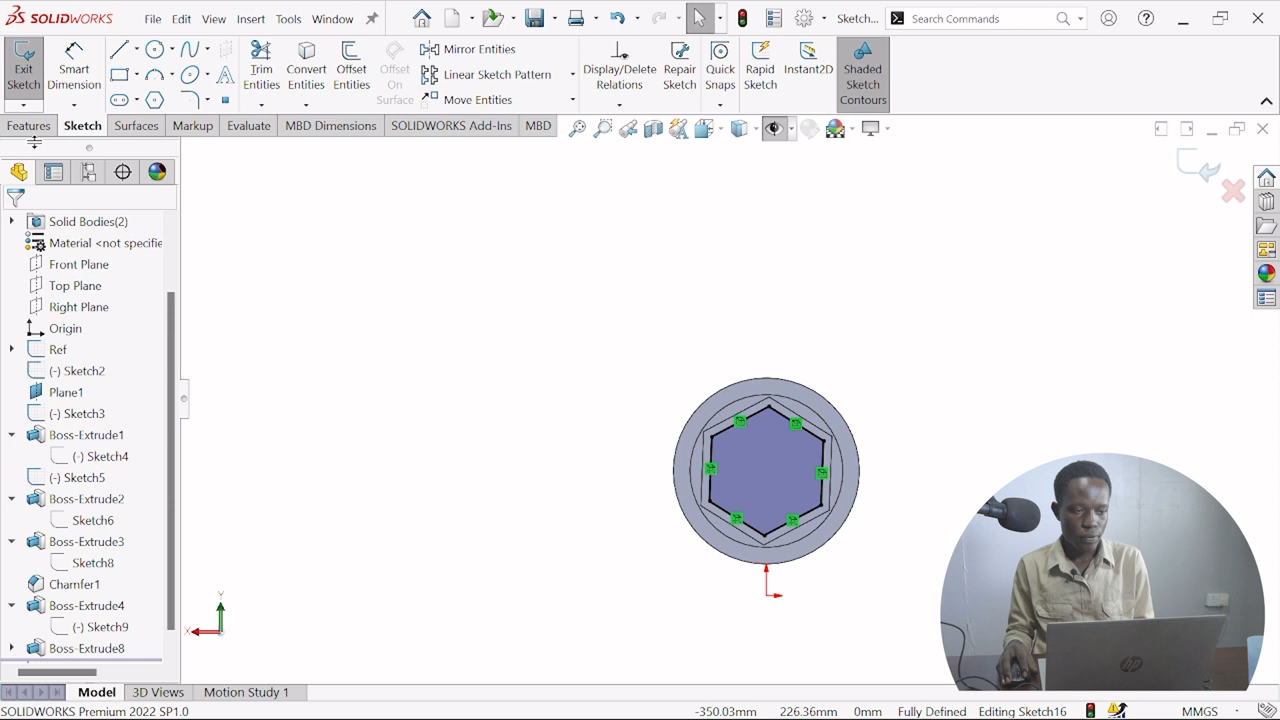 SOLIDWORKS File Edit View Insert Tools Window Sketch... Search Commands
Exit Sketch
Smart Dimension
Trim Entities
Convert Entities
Offset Entities
Offset On Surface
Mirror Entities
Linear Sketch Pattern
Move Entities
Display/Delete Relations
Repair Sketch
Quick Snaps
Rapid Sketch
Instant2D
Shaded Sketch Contours
Features Sketch Surfaces Markup Evaluate MBD Dimensions SOLIDWORKS Add-Ins MBD
Solid Bodies(2)
Material <not specifie
Front Plane
Top Plane
Right Plane
Origin
Ref
(-) Sketch2
Plane1
(-) Sketch3
Boss-Extrude1
(-) Sketch4
(-) Sketch5
Boss-Extrude2
Sketch6
Boss-Extrude3
Sketch8
Chamfer1
Boss-Extrude4
(-) Sketch9
Boss-Extrude8
Y
X
hp
Model 3D Views Motion Study 1
SOLIDWORKS Premium 2022 SP1.0 -350.03mm 226.36mm 0mm Fully Defined Editing Sketch16 MMGS